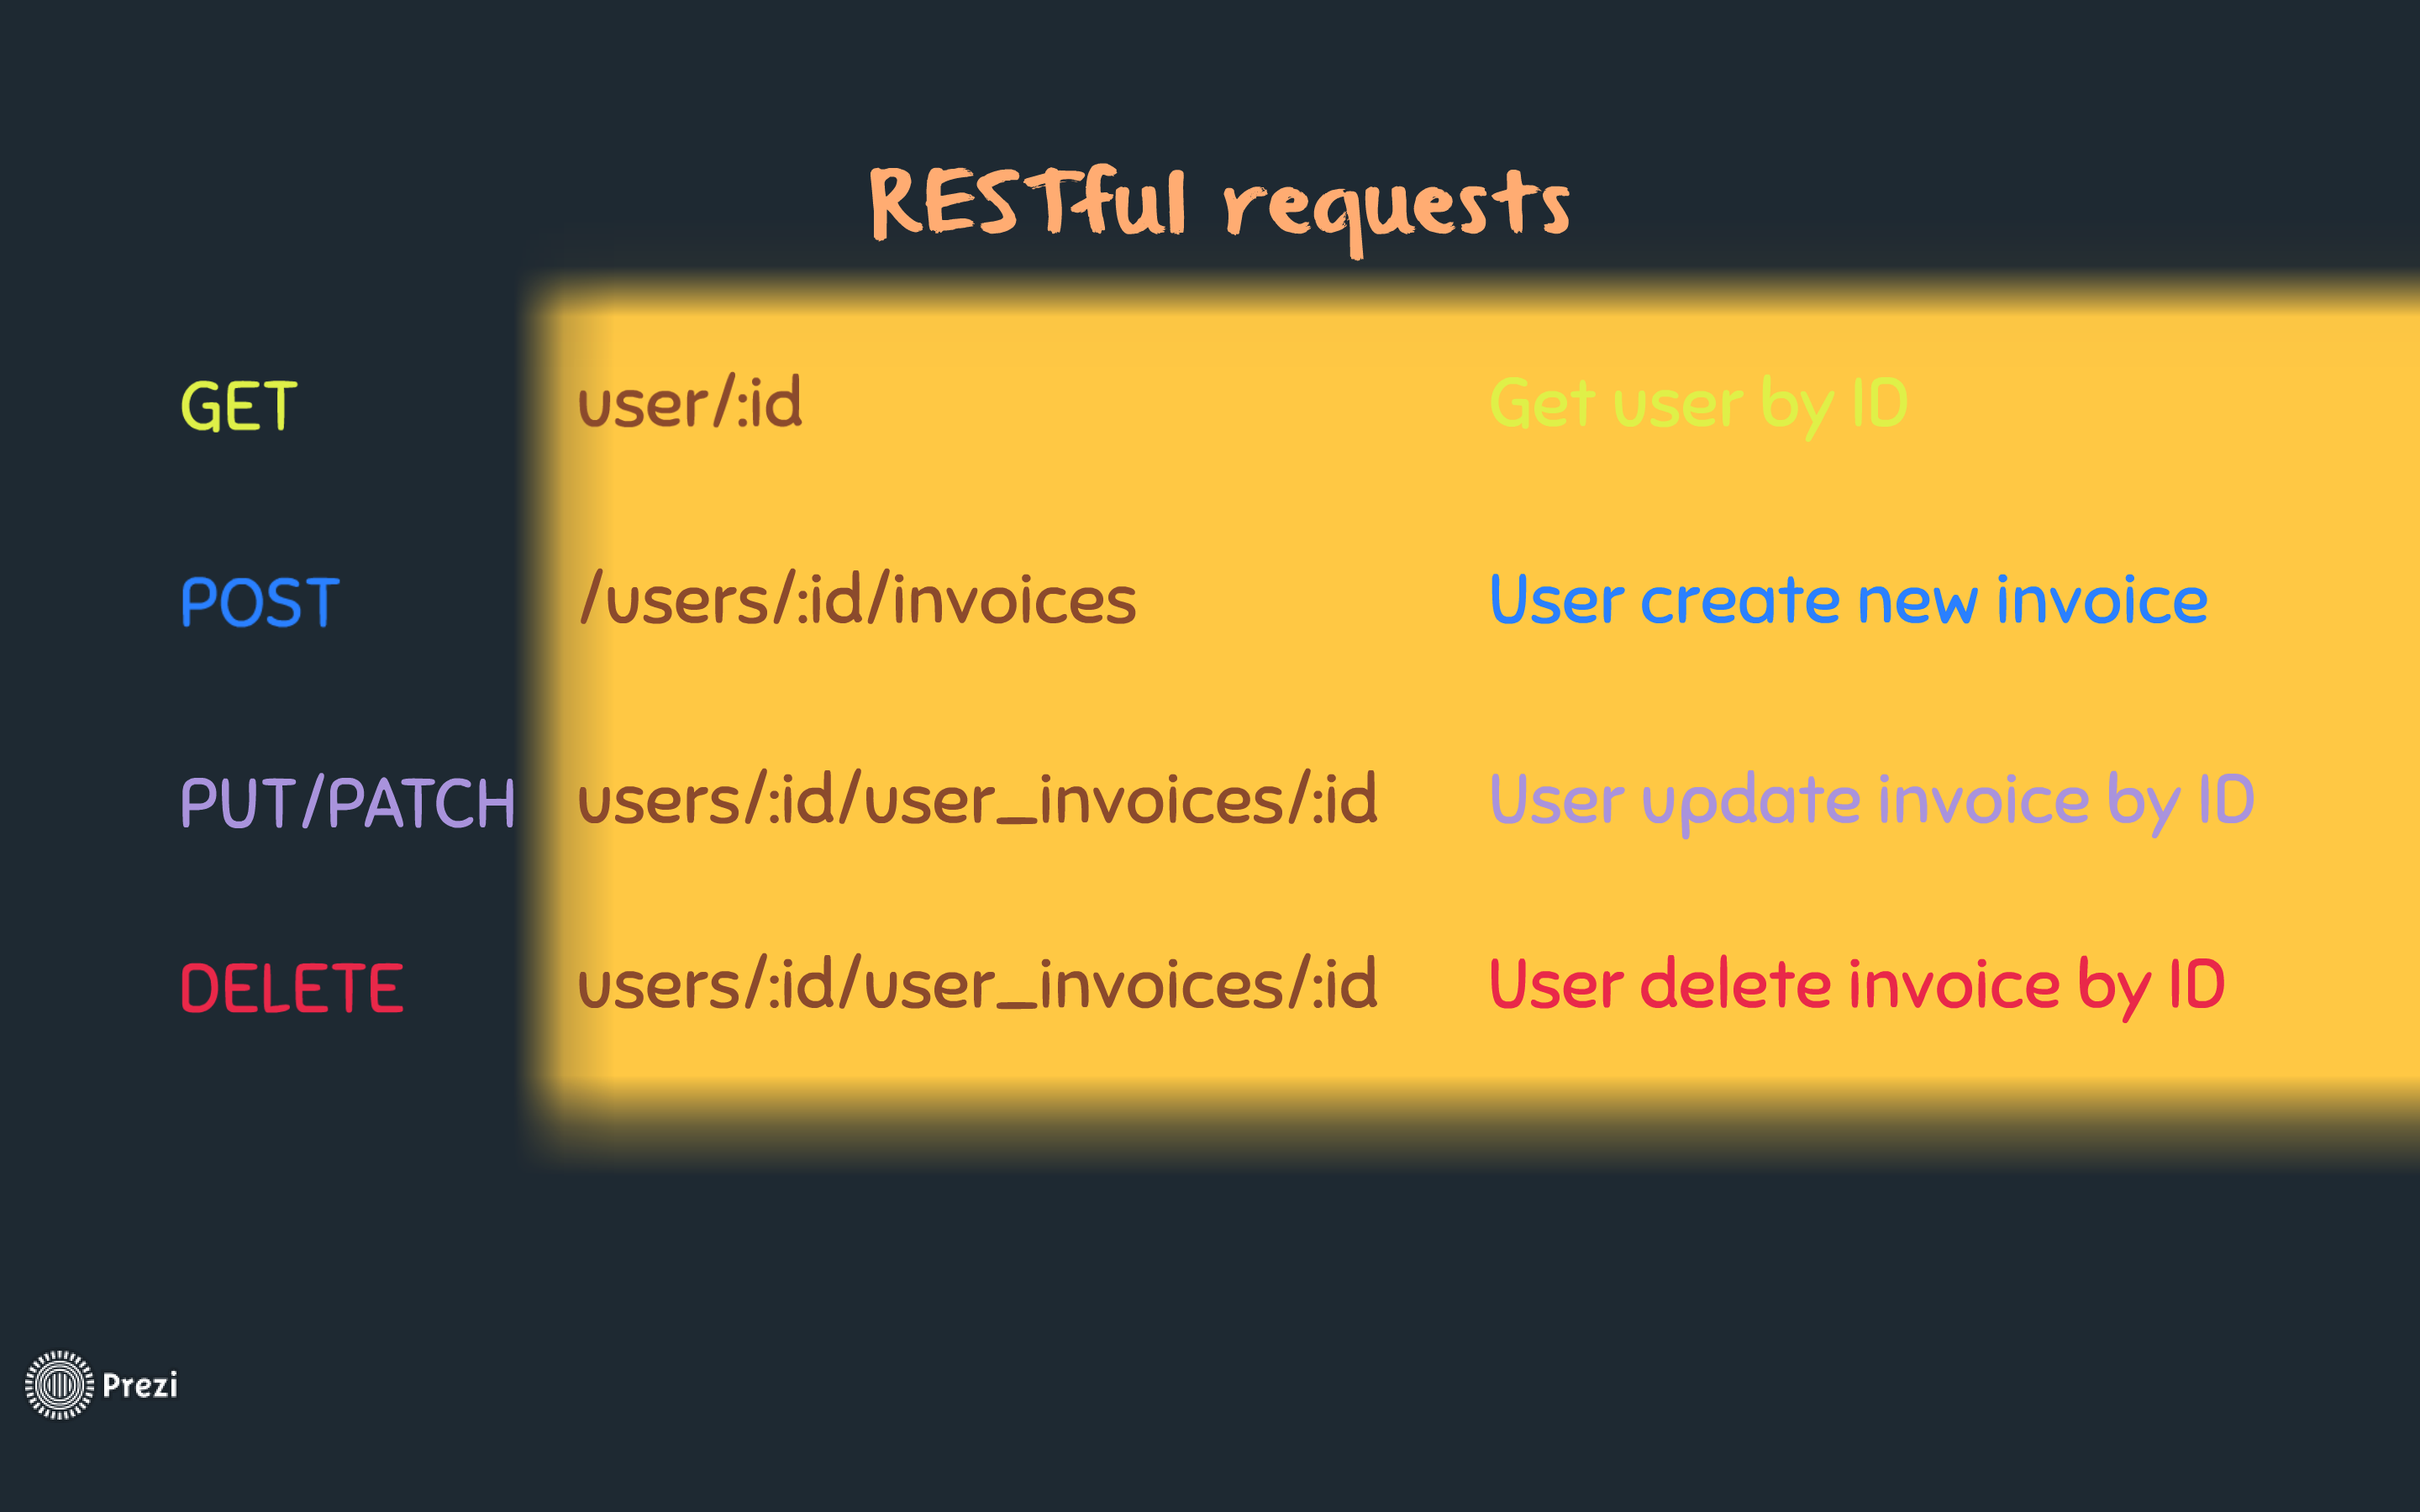 RESTful requests
GET user/:id Get user by ID
POST /users/:id/invoices User create new invoice
PUT/PATCH users/:id/user_invoices/:id User update invoice by ID
DELETE users/:id/user_invoices/:id User delete invoice by ID
Prezi